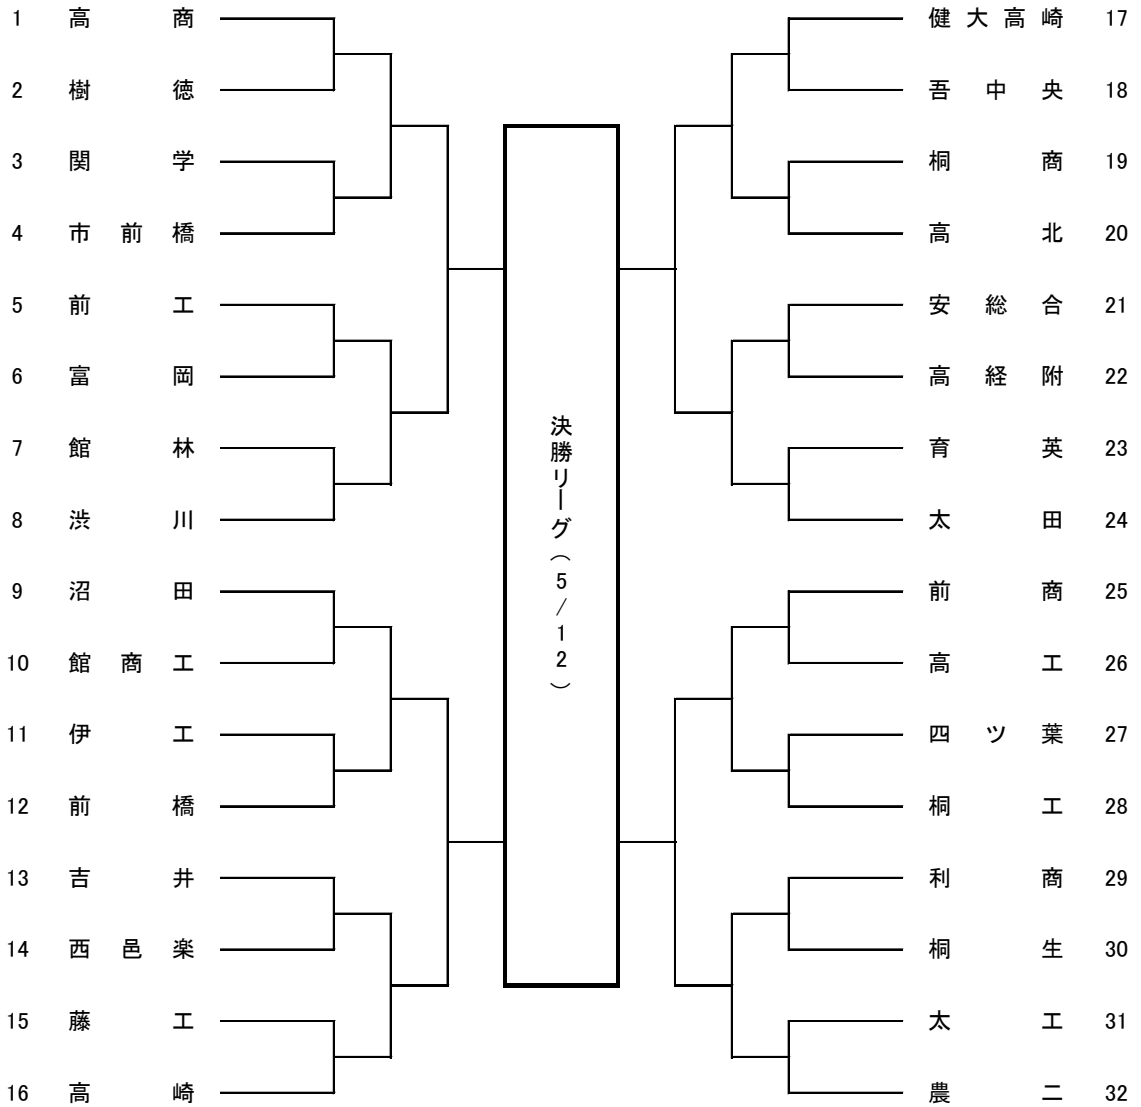 1 高商
2 樹徳
3 関学
4 市前橋
5 前工
6 富岡
7 館林
8 渋川
9 沼田
10 館商工
11 伊工
12 前橋
13 吉井
14 西邑楽
15 藤工
16 高崎
決勝リーグ(5/12)
健大高崎 17
吾中央 18
桐商 19
高北 20
安総合 21
高経附 22
育英 23
太田 24
前商 25
高工 26
四ツ葉 27
桐工 28
利商 29
桐生 30
太工 31
農二 32